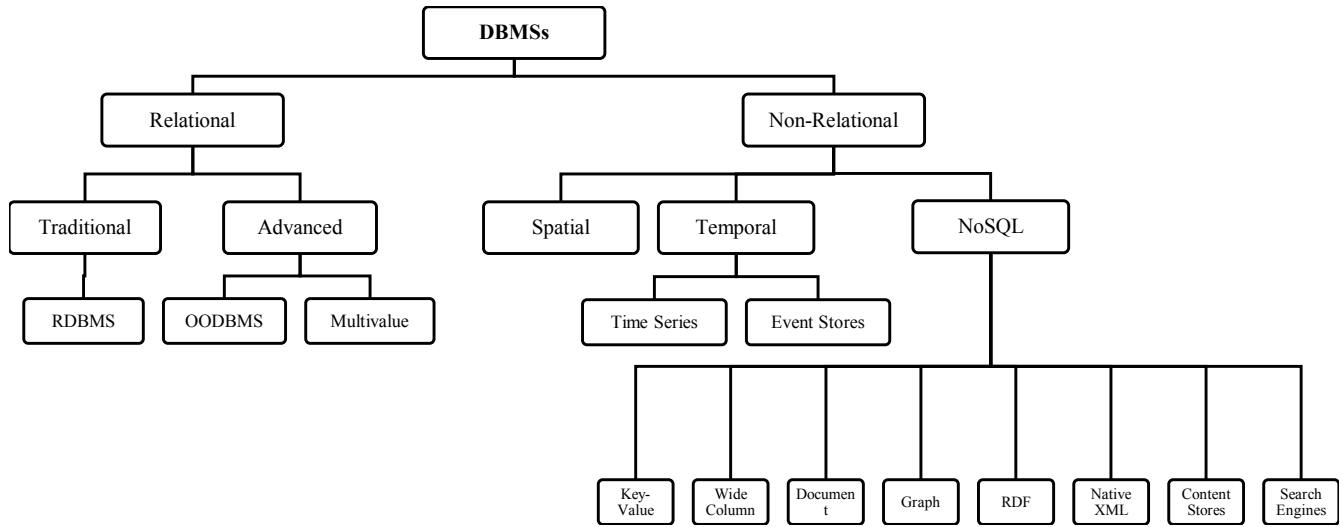 DBMSs
Relational
Non-Relational
Traditional
Advanced
Spatial
Temporal
NoSQL
RDBMS
OODBMS
Multivalue
Time Series
Event Stores
Key-
Value
Wide
Column
Documen
t
Graph
RDF
Native
XML
Content
Stores
Search
Engines